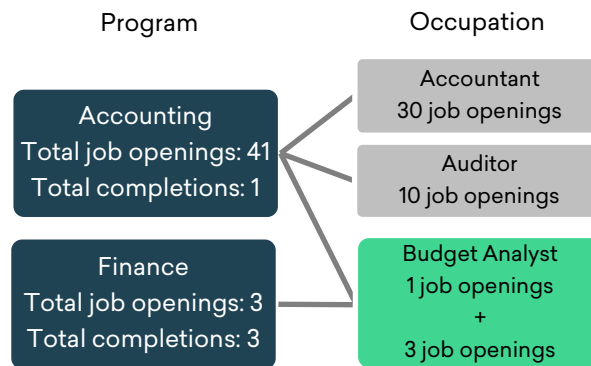 Program
Occupation
Accounting
Total job openings: 41
Total completions: 1
Finance
Total job openings: 3
Total completions: 3
Accountant
30 job openings
Auditor
10 job openings
Budget Analyst
1 job openings
+
3 job openings